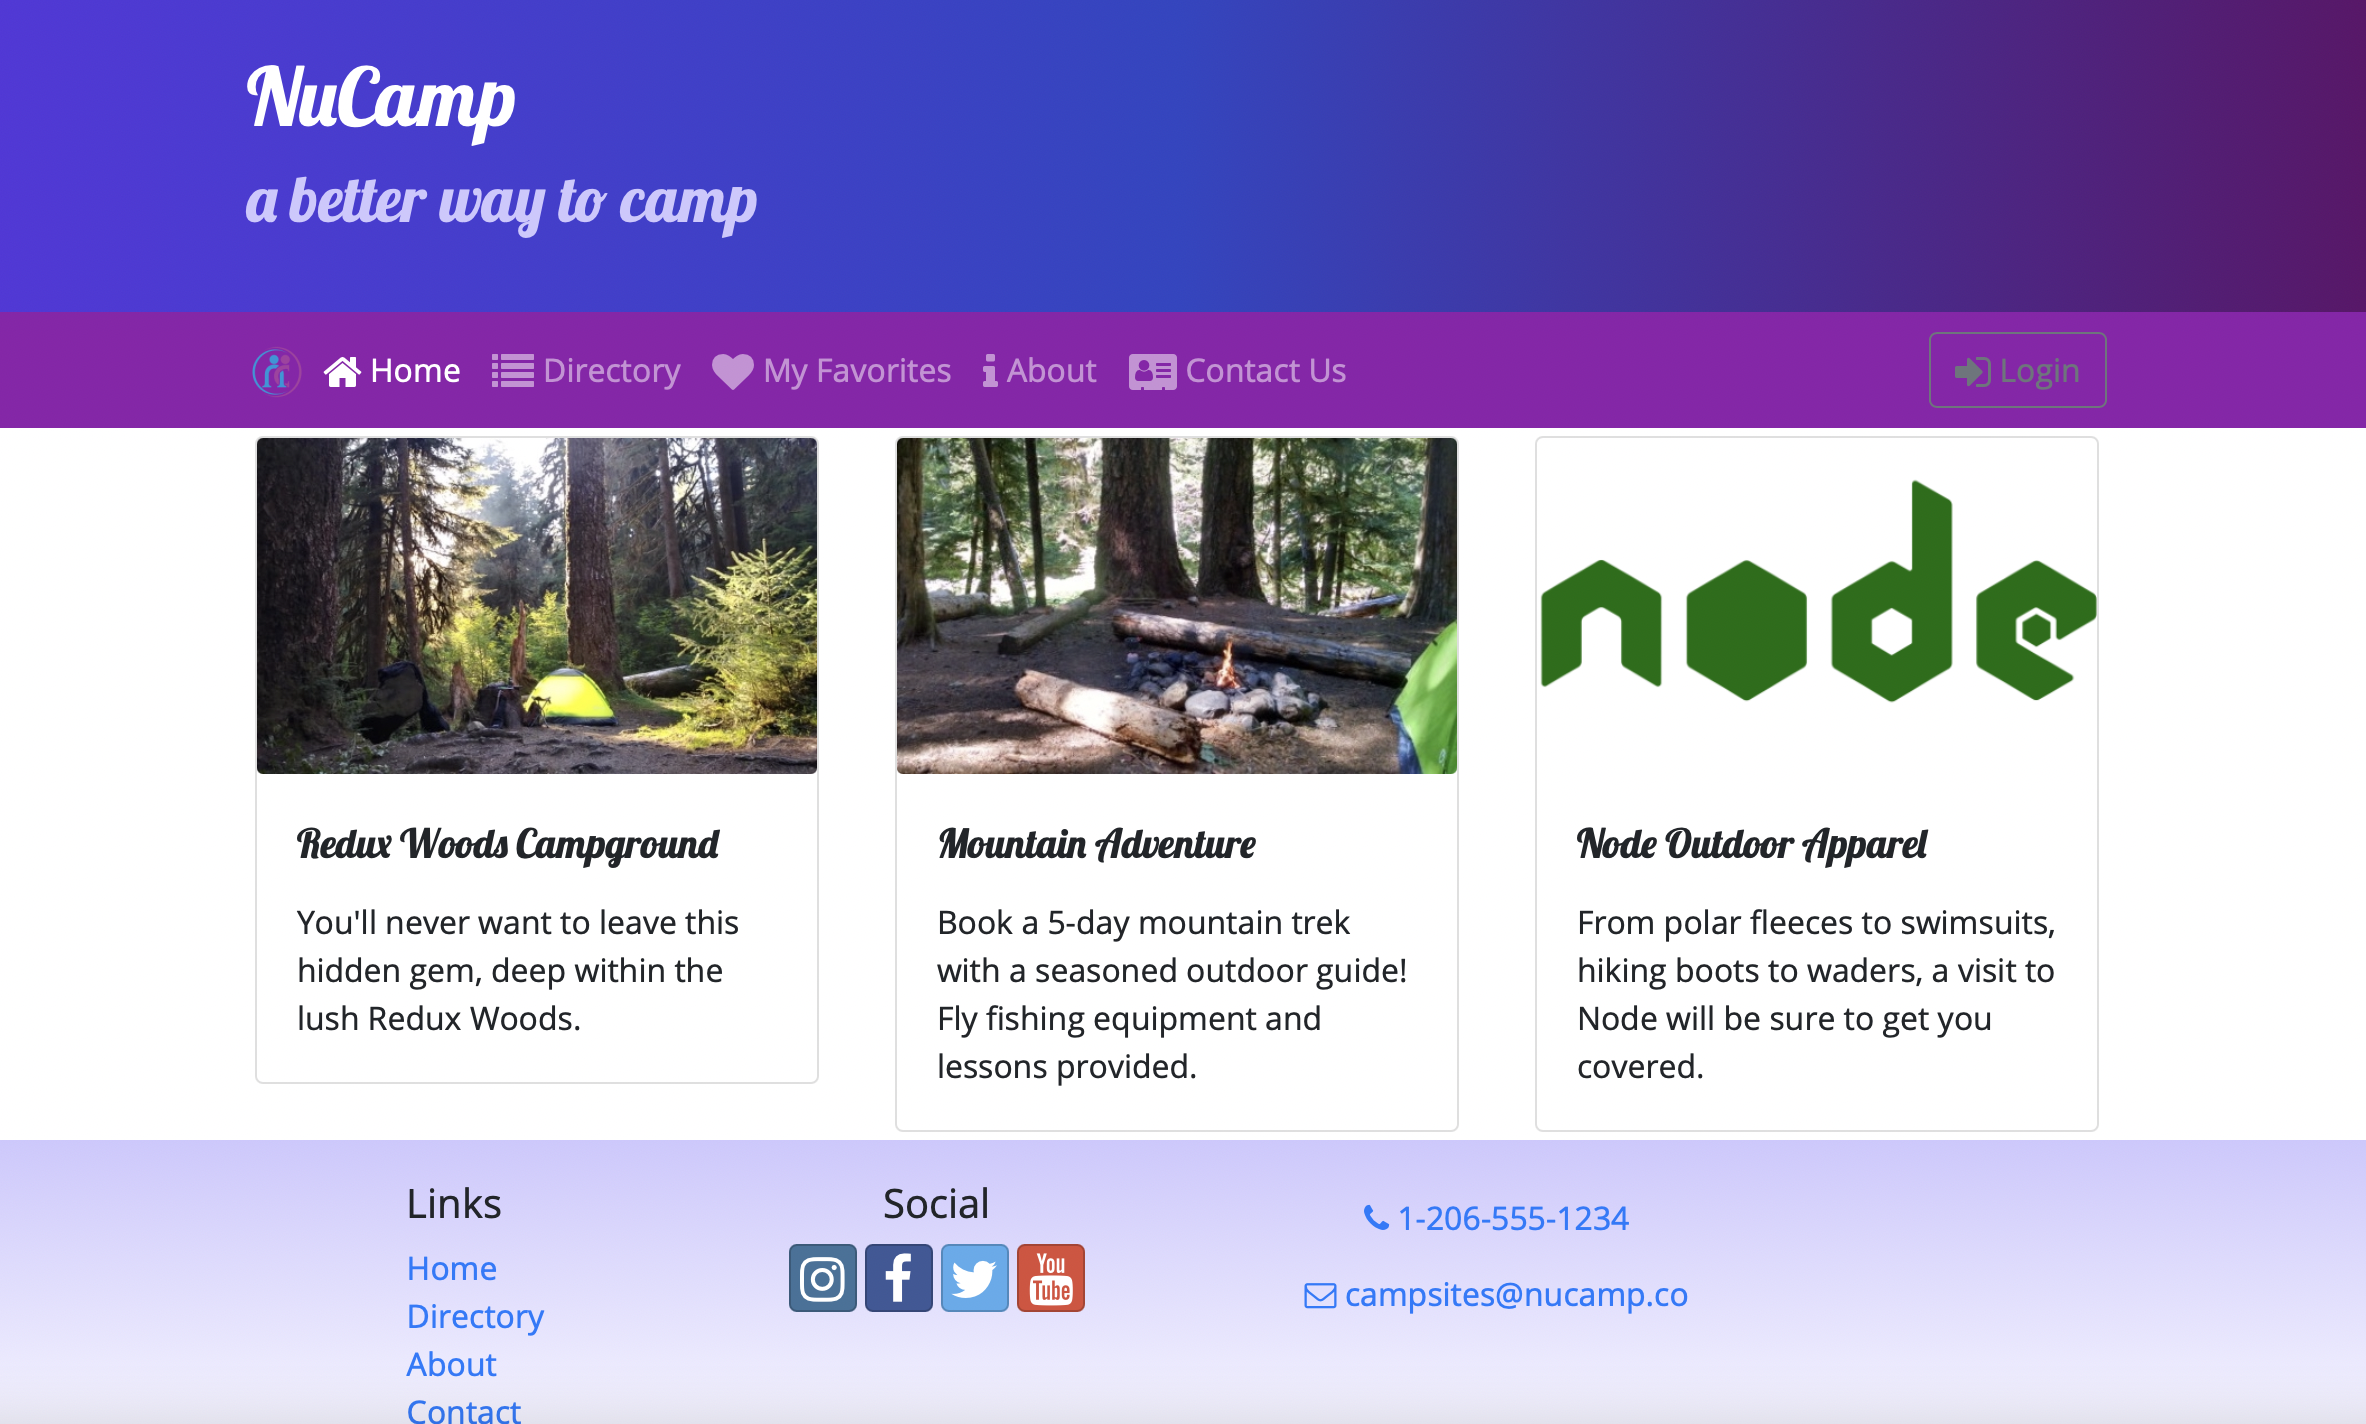 NuCamp
a better way to camp
Home Directory My Favorites About Contact Us Login
node
Redux Woods Campground
You'll never want to leave this
hidden gem, deep within the
lush Redux Woods.
Mountain Adventure
Book a 5-day mountain trek
with a seasoned outdoor guide!
Fly fishing equipment and
lessons provided.
Node Outdoor Apparel
From polar fleeces to swimsuits,
hiking boots to waders, a visit to
Node will be sure to get you
covered.
Links
Home
Directory
About
Contact
Social
You
Tube
1-206-555-1234
campsites@nucamp.co